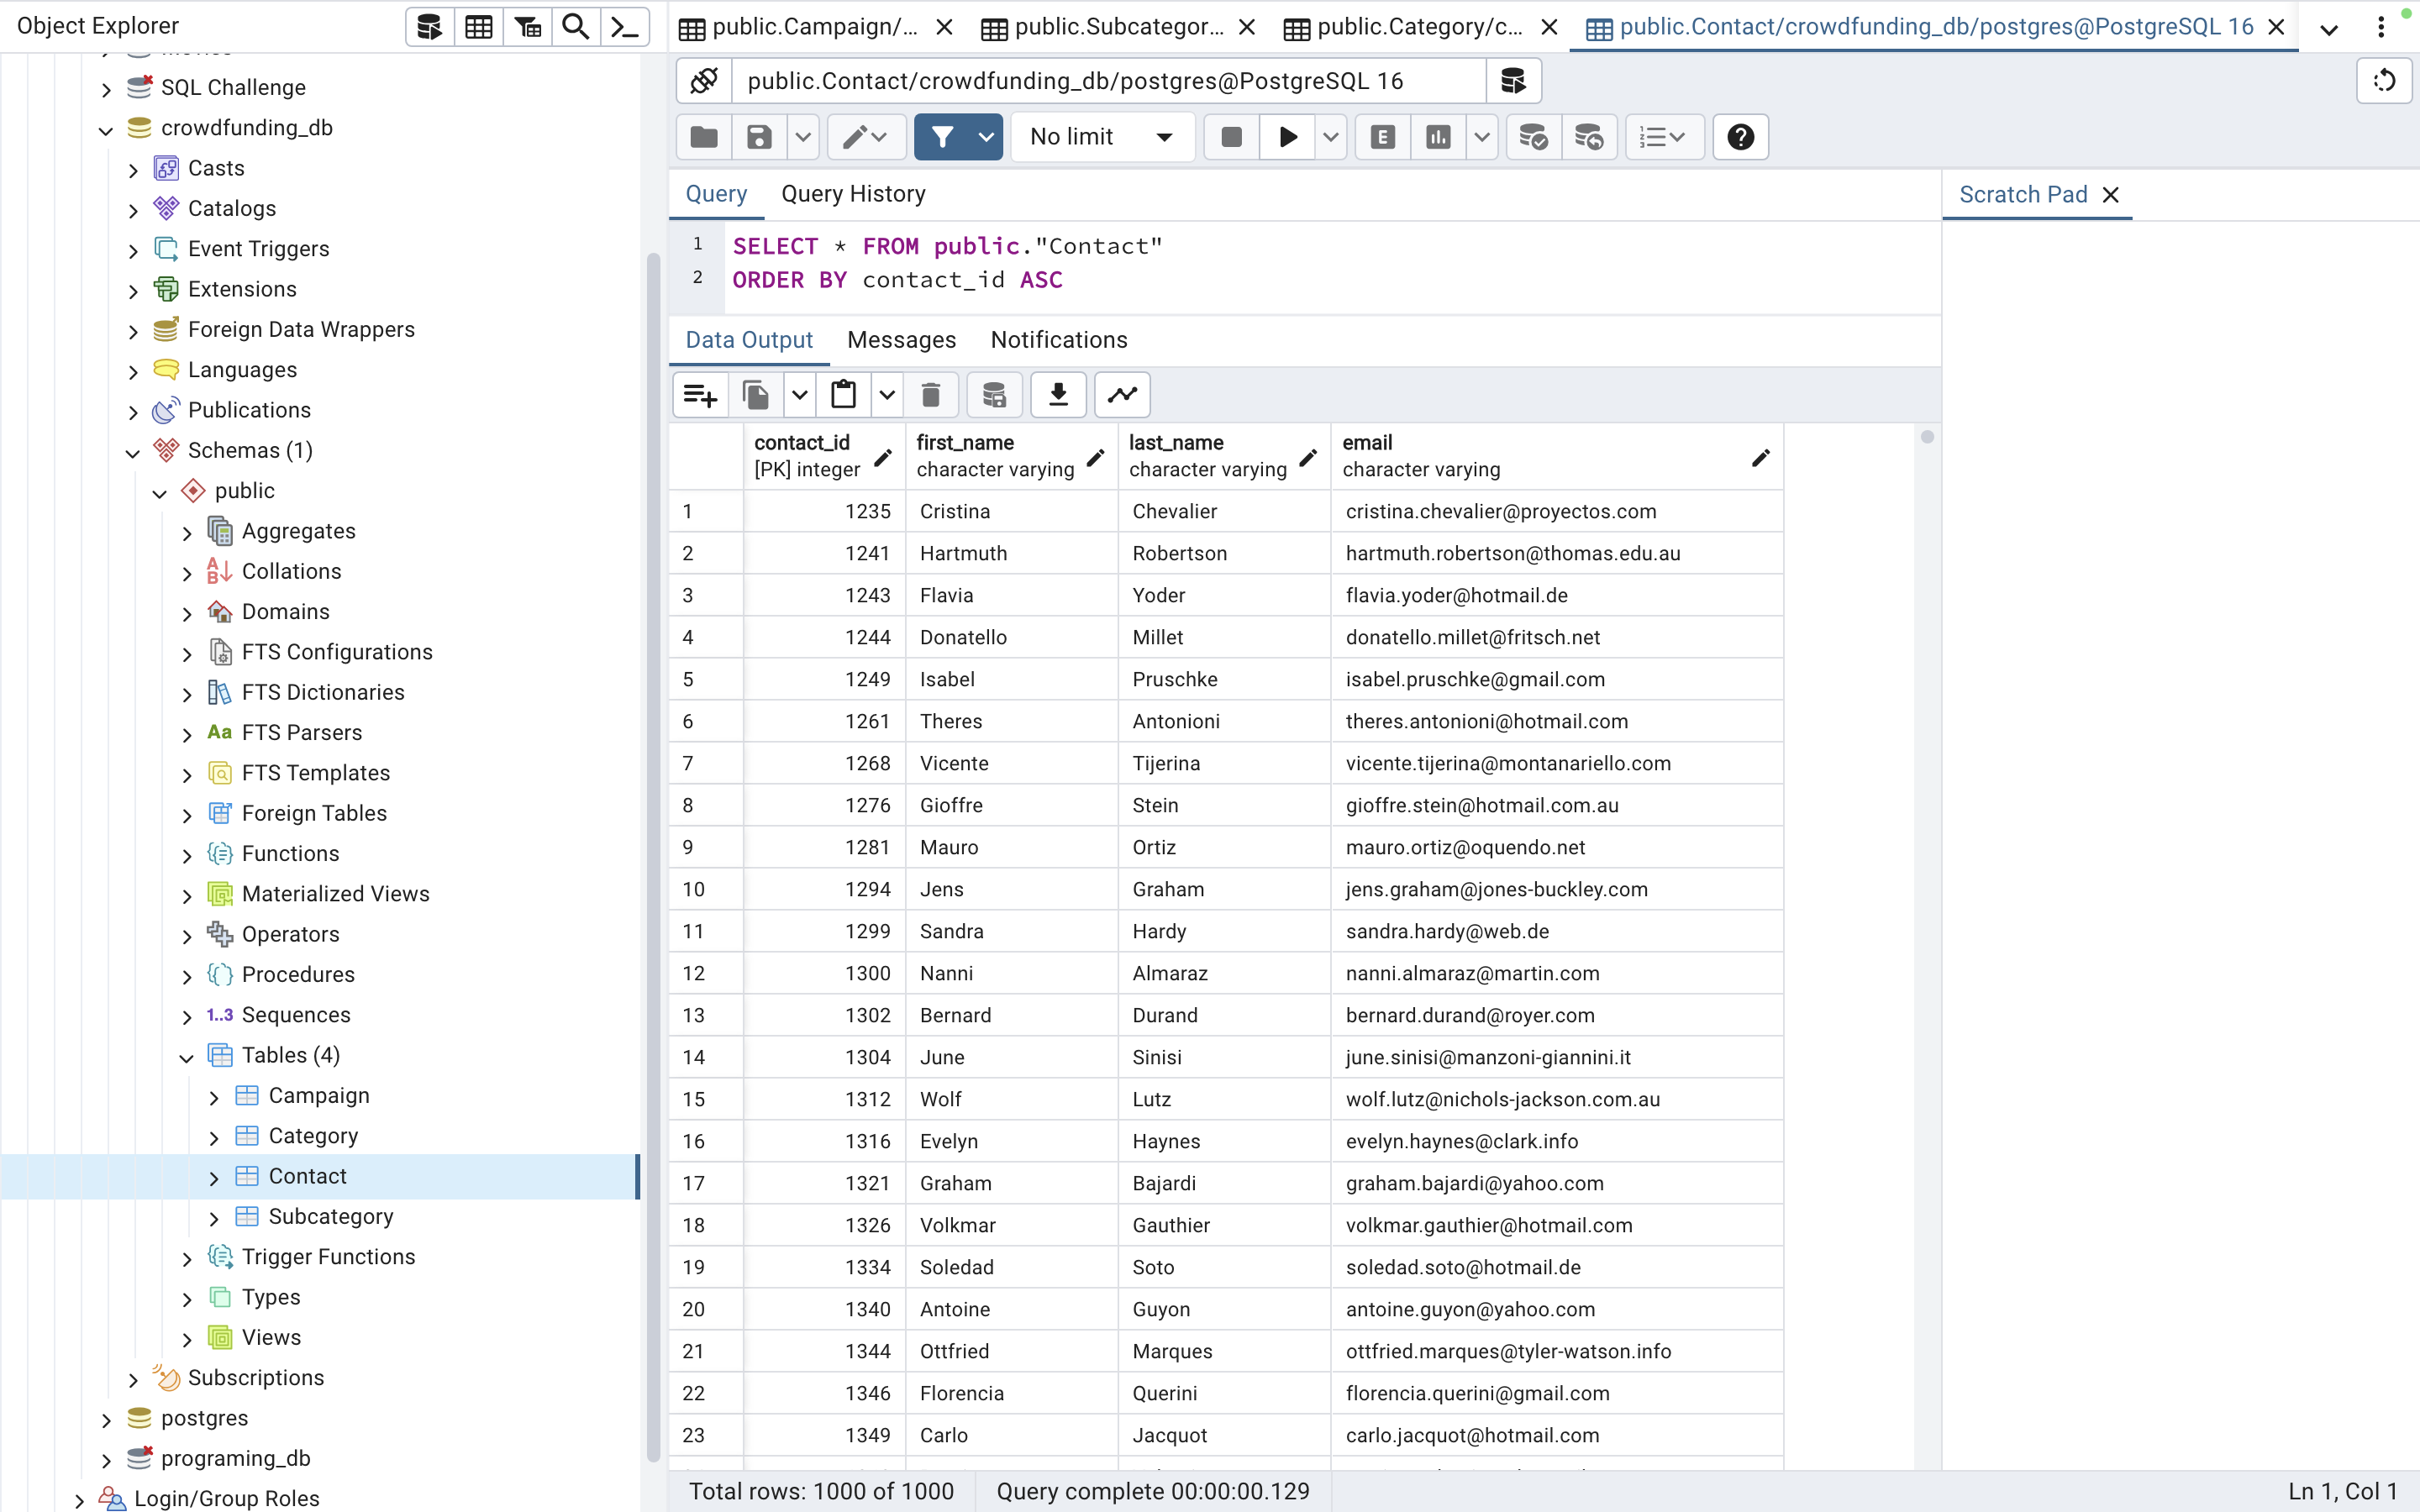 Object Explorer
SQL Challenge
crowdfunding_db
Casts
Catalogs
Event Triggers
Extensions
Foreign Data Wrappers
Languages
Publications
Schemas (1)
public
Aggregates
Collations
Domains
FTS Configurations
FTS Dictionaries
Aa FTS Parsers
FTS Templates
Foreign Tables
Functions
Materialized Views
Operators
Procedures
1..3 Sequences
Tables (4)
Campaign
Category
Contact
Subcategory
Trigger Functions
Types
Views
Subscriptions
postgres
programing_db
Login/Group Roles
public.Campaign/... public.Subcategor... public.Category/c... public.Contact/crowdfunding_db/postgres@PostgreSQL 16
public.Contact/crowdfunding_db/postgres@PostgreSQL 16
No limit E
Query Query History Scratch Pad
1 SELECT * FROM public."Contact"
2 ORDER BY contact_id ASC
Data Output Messages Notifications
contact_id first_name last_name email
[PK] integer character varying character varying character varying
1 1235 Cristina Chevalier cristina.chevalier@proyectos.com
2 1241 Hartmuth Robertson hartmuth.robertson@thomas.edu.au
3 1243 Flavia Yoder flavia.yoder@hotmail.de
4 1244 Donatello Millet donatello.millet@fritsch.net
5 1249 Isabel Pruschke isabel.pruschke@gmail.com
6 1261 Theres Antonioni theres.antonioni@hotmail.com
7 1268 Vicente Tijerina vicente.tijerina@montanariello.com
8 1276 Gioffre Stein gioffre.stein@hotmail.com.au
9 1281 Mauro Ortiz mauro.ortiz@oquendo.net
10 1294 Jens Graham jens.graham@jones-buckley.com
11 1299 Sandra Hardy sandra.hardy@web.de
12 1300 Nanni Almaraz nanni.almaraz@martin.com
13 1302 Bernard Durand bernard.durand@royer.com
14 1304 June Sinisi june.sinisi@manzoni-giannini.it
15 1312 Wolf Lutz wolf.lutz@nichols-jackson.com.au
16 1316 Evelyn Haynes evelyn.haynes@clark.info
17 1321 Graham Bajardi graham.bajardi@yahoo.com
18 1326 Volkmar Gauthier volkmar.gauthier@hotmail.com
19 1334 Soledad Soto soledad.soto@hotmail.de
20 1340 Antoine Guyon antoine.guyon@yahoo.com
21 1344 Ottfried Marques ottfried.marques@tyler-watson.info
22 1346 Florencia Querini florencia.querini@gmail.com
23 1349 Carlo Jacquot carlo.jacquot@hotmail.com
Total rows: 1000 of 1000 Query complete 00:00:00.129 Ln 1, Col 1